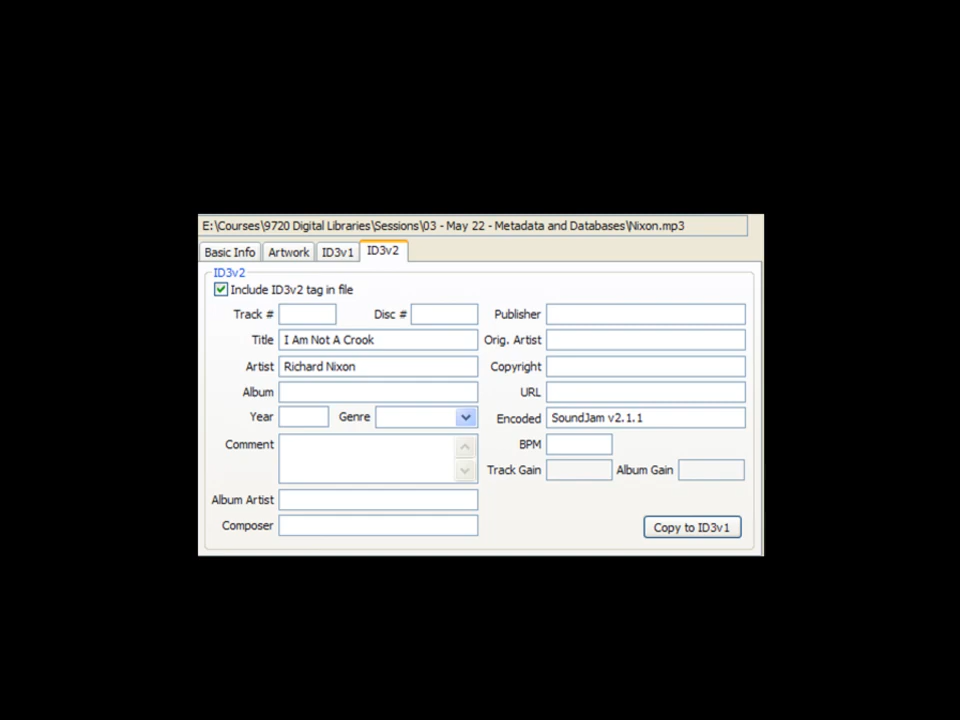 E:\Courses\9720 Digital Libraries\Sessions\03 - May 22 - Metadata and Databases\Nixon.mp3
Basic Info Artwork ID3v1 ID3v2
ID3v2
Include ID3v2 tag in file
Track # Disc # Publisher
Title I Am Not A Crook Orig. Artist
Artist Richard Nixon Copyright
Album URL
Year Genre Encoded SoundJam v2.1.1
Comment BPM
Track Gain Album Gain
Album Artist
Composer Copy to ID3v1